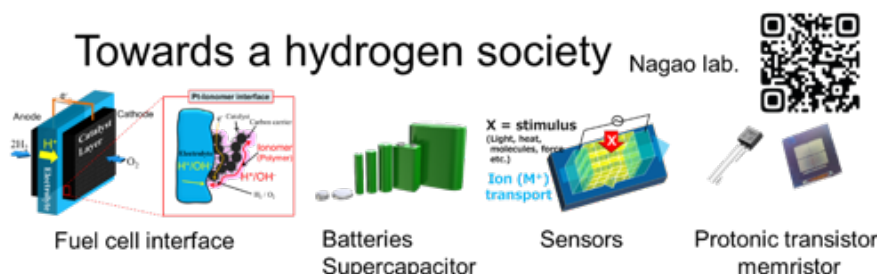 Towards a hydrogen society
Nagao lab.
e-
Anode
Cathode
2H₂
H⁺
Catalyst
Layer
Electrolyte
O₂
Pt-Ionomer interface
e-
Catalyst
Carbon carrier
Electrolyte
Ionomer
(Polymer)
H⁺/OH⁻
H⁺/OH⁻
H₂ / O₂
X = stimulus
(Light, heat,
molecules, force
etc.)
X
Ion (M⁺)
transport
Fuel cell interface
Batteries
Supercapacitor
Sensors
Protonic transistor
memristor